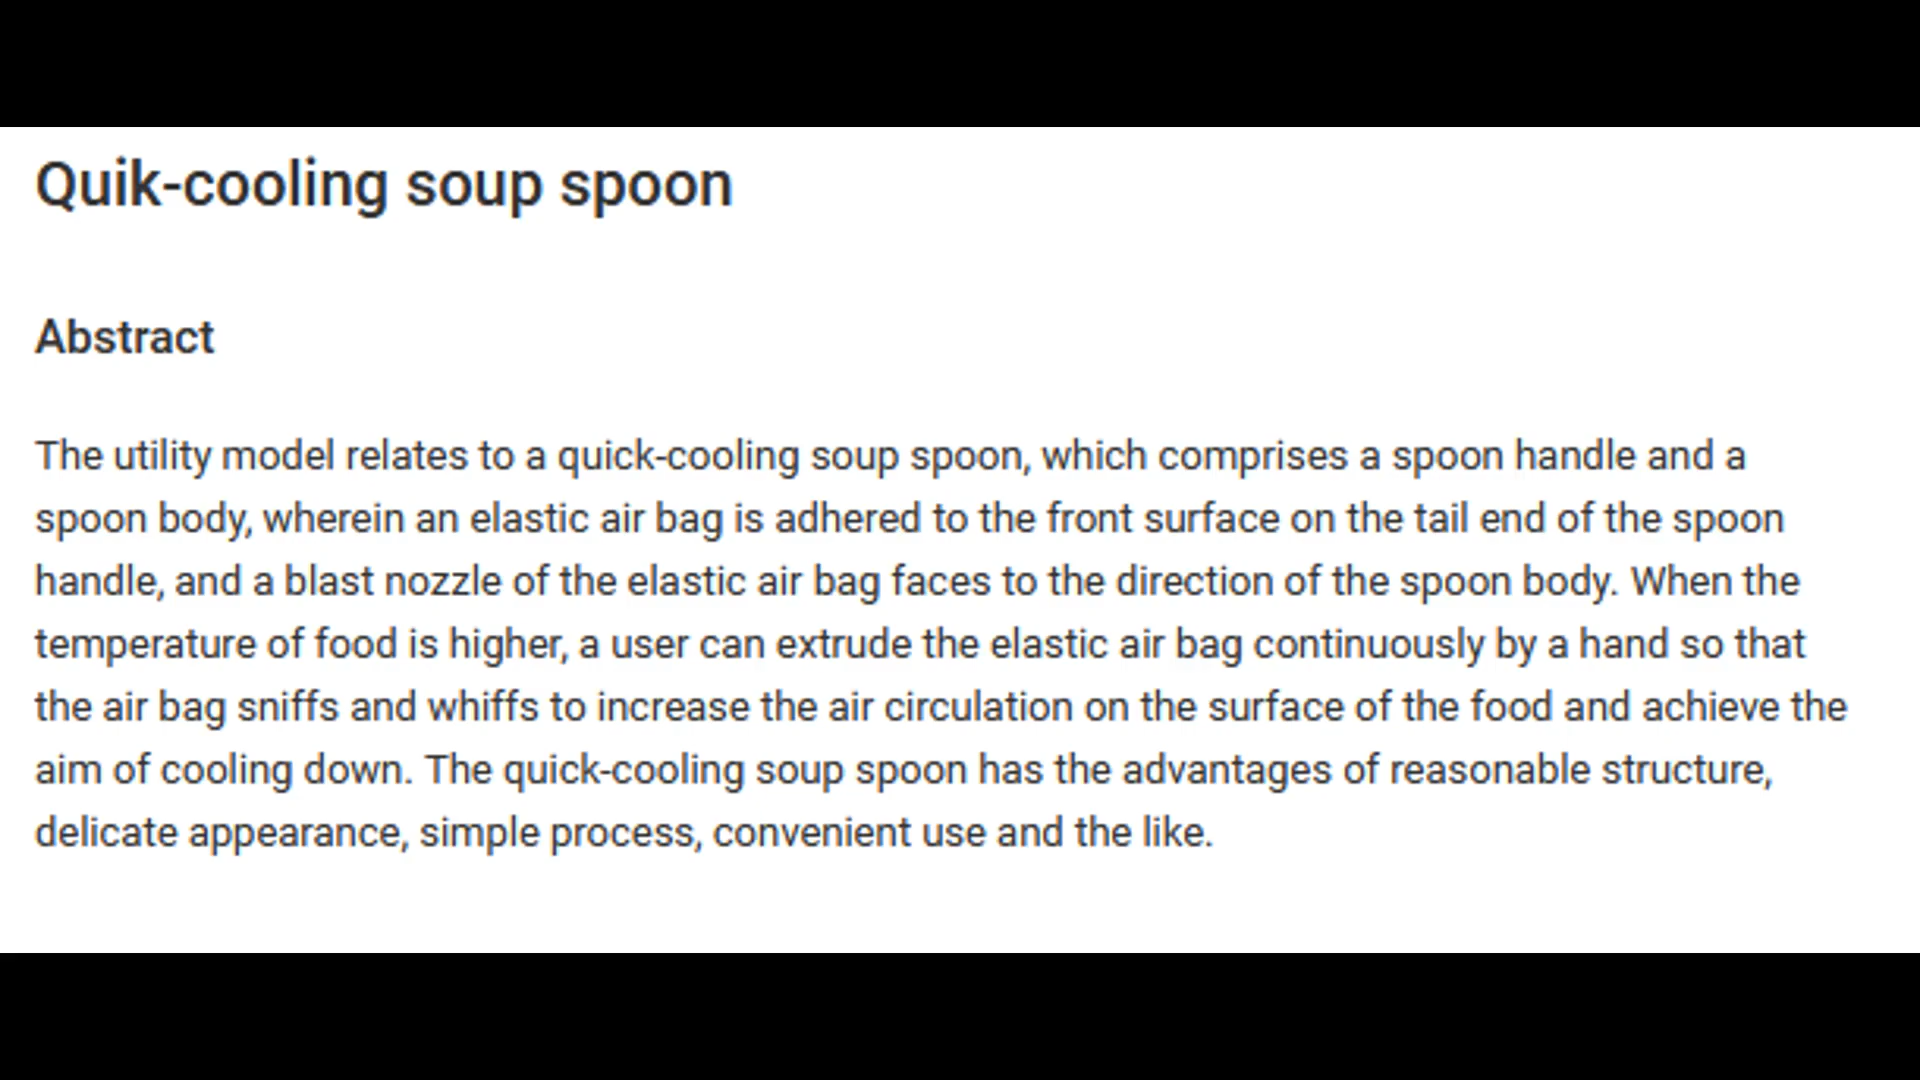 Quik-cooling soup spoon
Abstract
The utility model relates to a quick-cooling soup spoon, which comprises a spoon handle and a
spoon body, wherein an elastic air bag is adhered to the front surface on the tail end of the spoon
handle, and a blast nozzle of the elastic air bag faces to the direction of the spoon body. When the
temperature of food is higher, a user can extrude the elastic air bag continuously by a hand so that
the air bag sniffs and whiffs to increase the air circulation on the surface of the food and achieve the
aim of cooling down. The quick-cooling soup spoon has the advantages of reasonable structure,
delicate appearance, simple process, convenient use and the like.